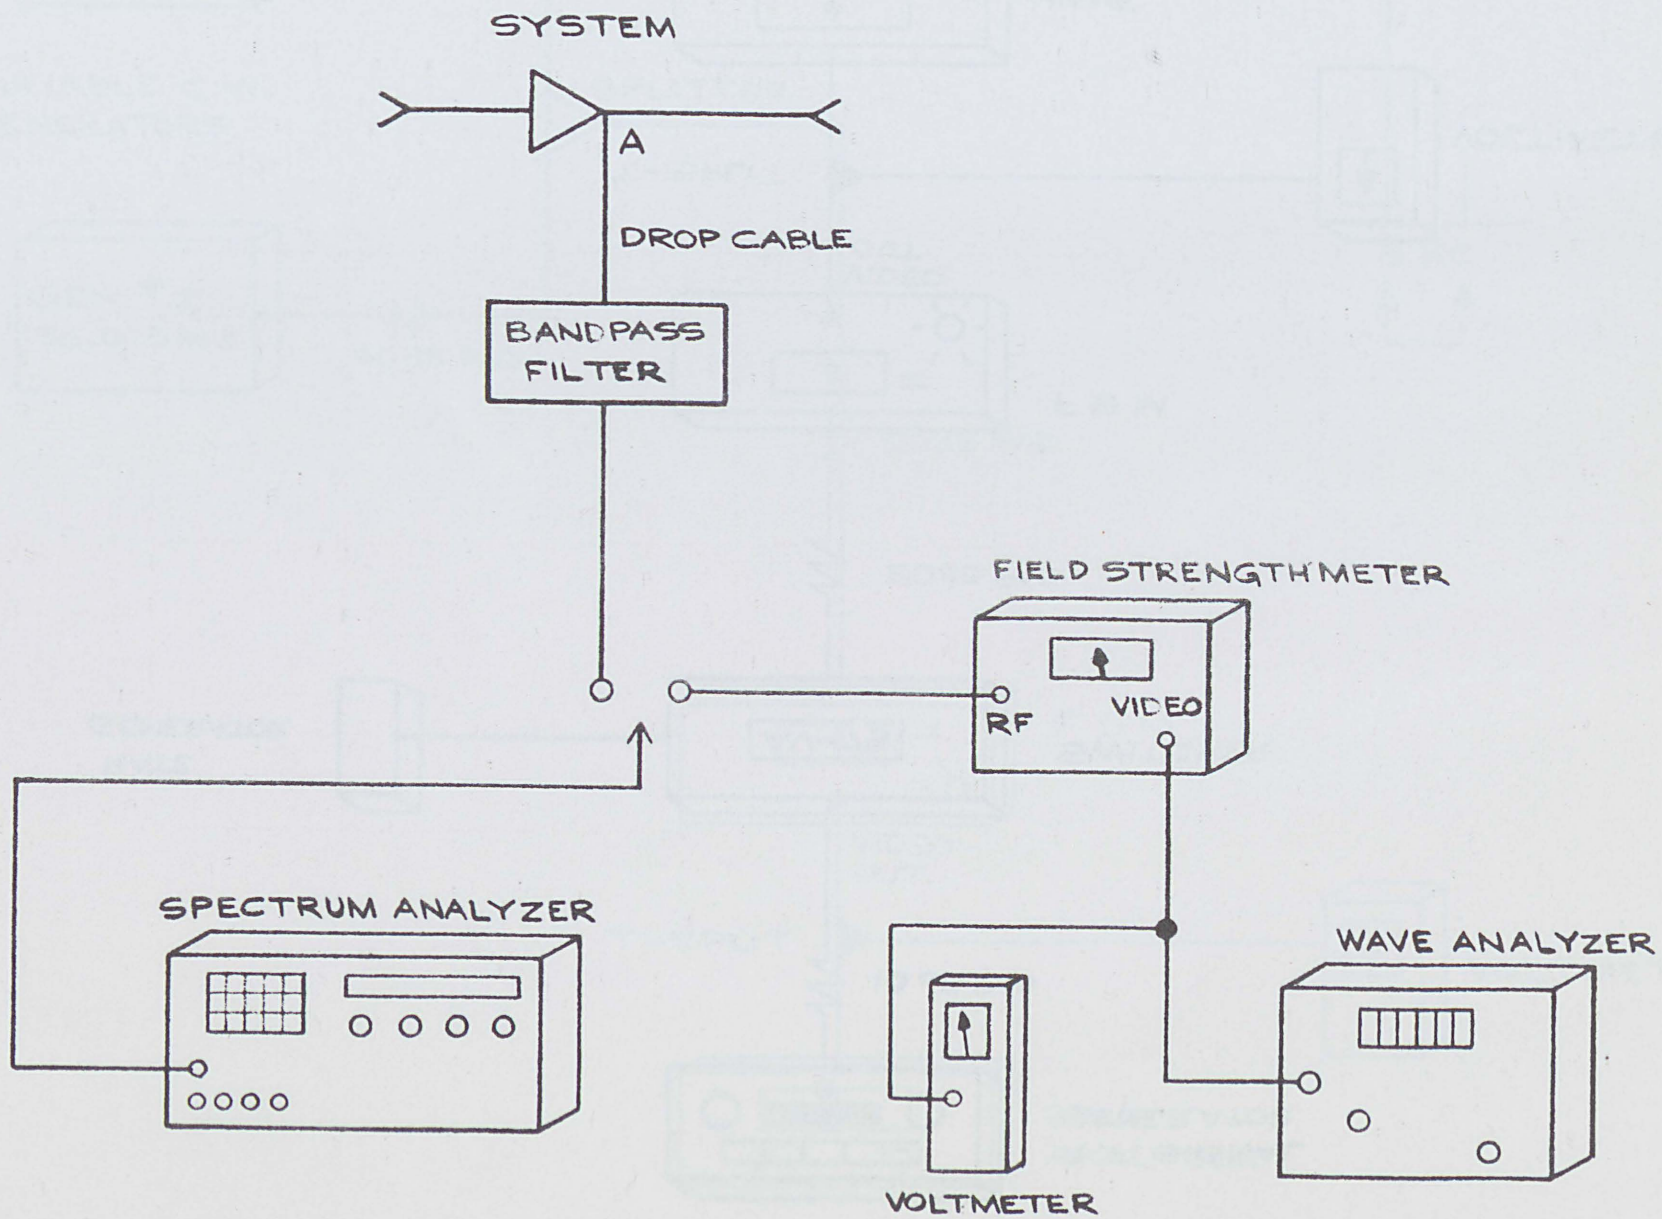 SYSTEM
A
DROP CABLE
BANDPASS
FILTER
FIELD STRENGTH METER
RF
VIDEO
SPECTRUM ANALYZER
WAVE ANALYZER
VOLTMETER